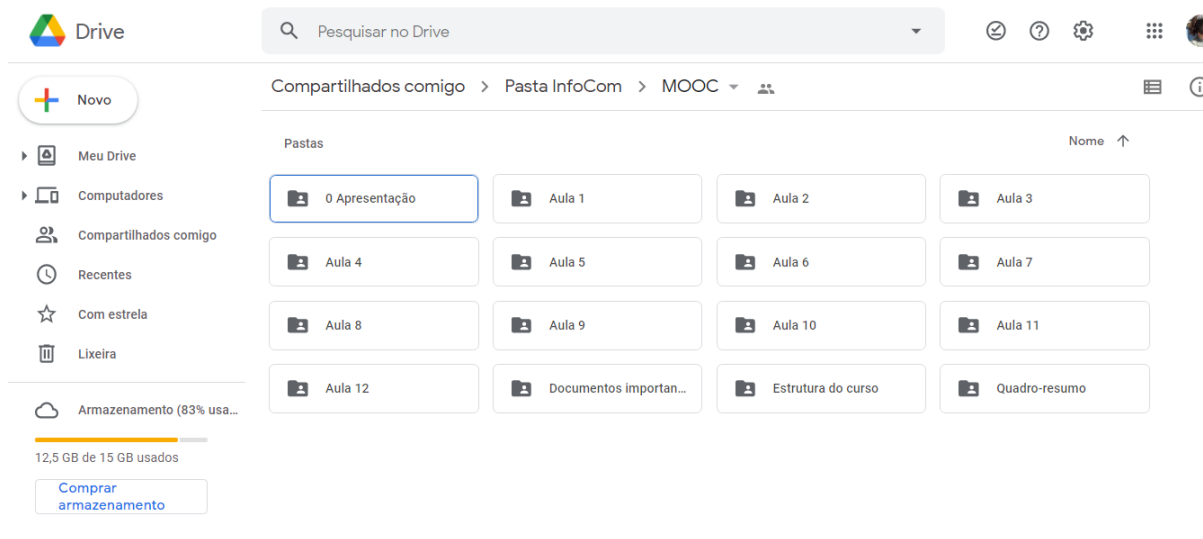 Drive
Pesquisar no Drive
Compartilhados comigo > Pasta InfoCom > MOOC
Novo
Meu Drive
Computadores
Compartilhados comigo
Recentes
Com estrela
Lixeira
Armazenamento (83% usa...
12,5 GB de 15 GB usados
Comprar
armazenamento
Pastas
Nome
0 Apresentação
Aula 1
Aula 2
Aula 3
Aula 4
Aula 5
Aula 6
Aula 7
Aula 8
Aula 9
Aula 10
Aula 11
Aula 12
Documentos importan...
Estrutura do curso
Quadro-resumo